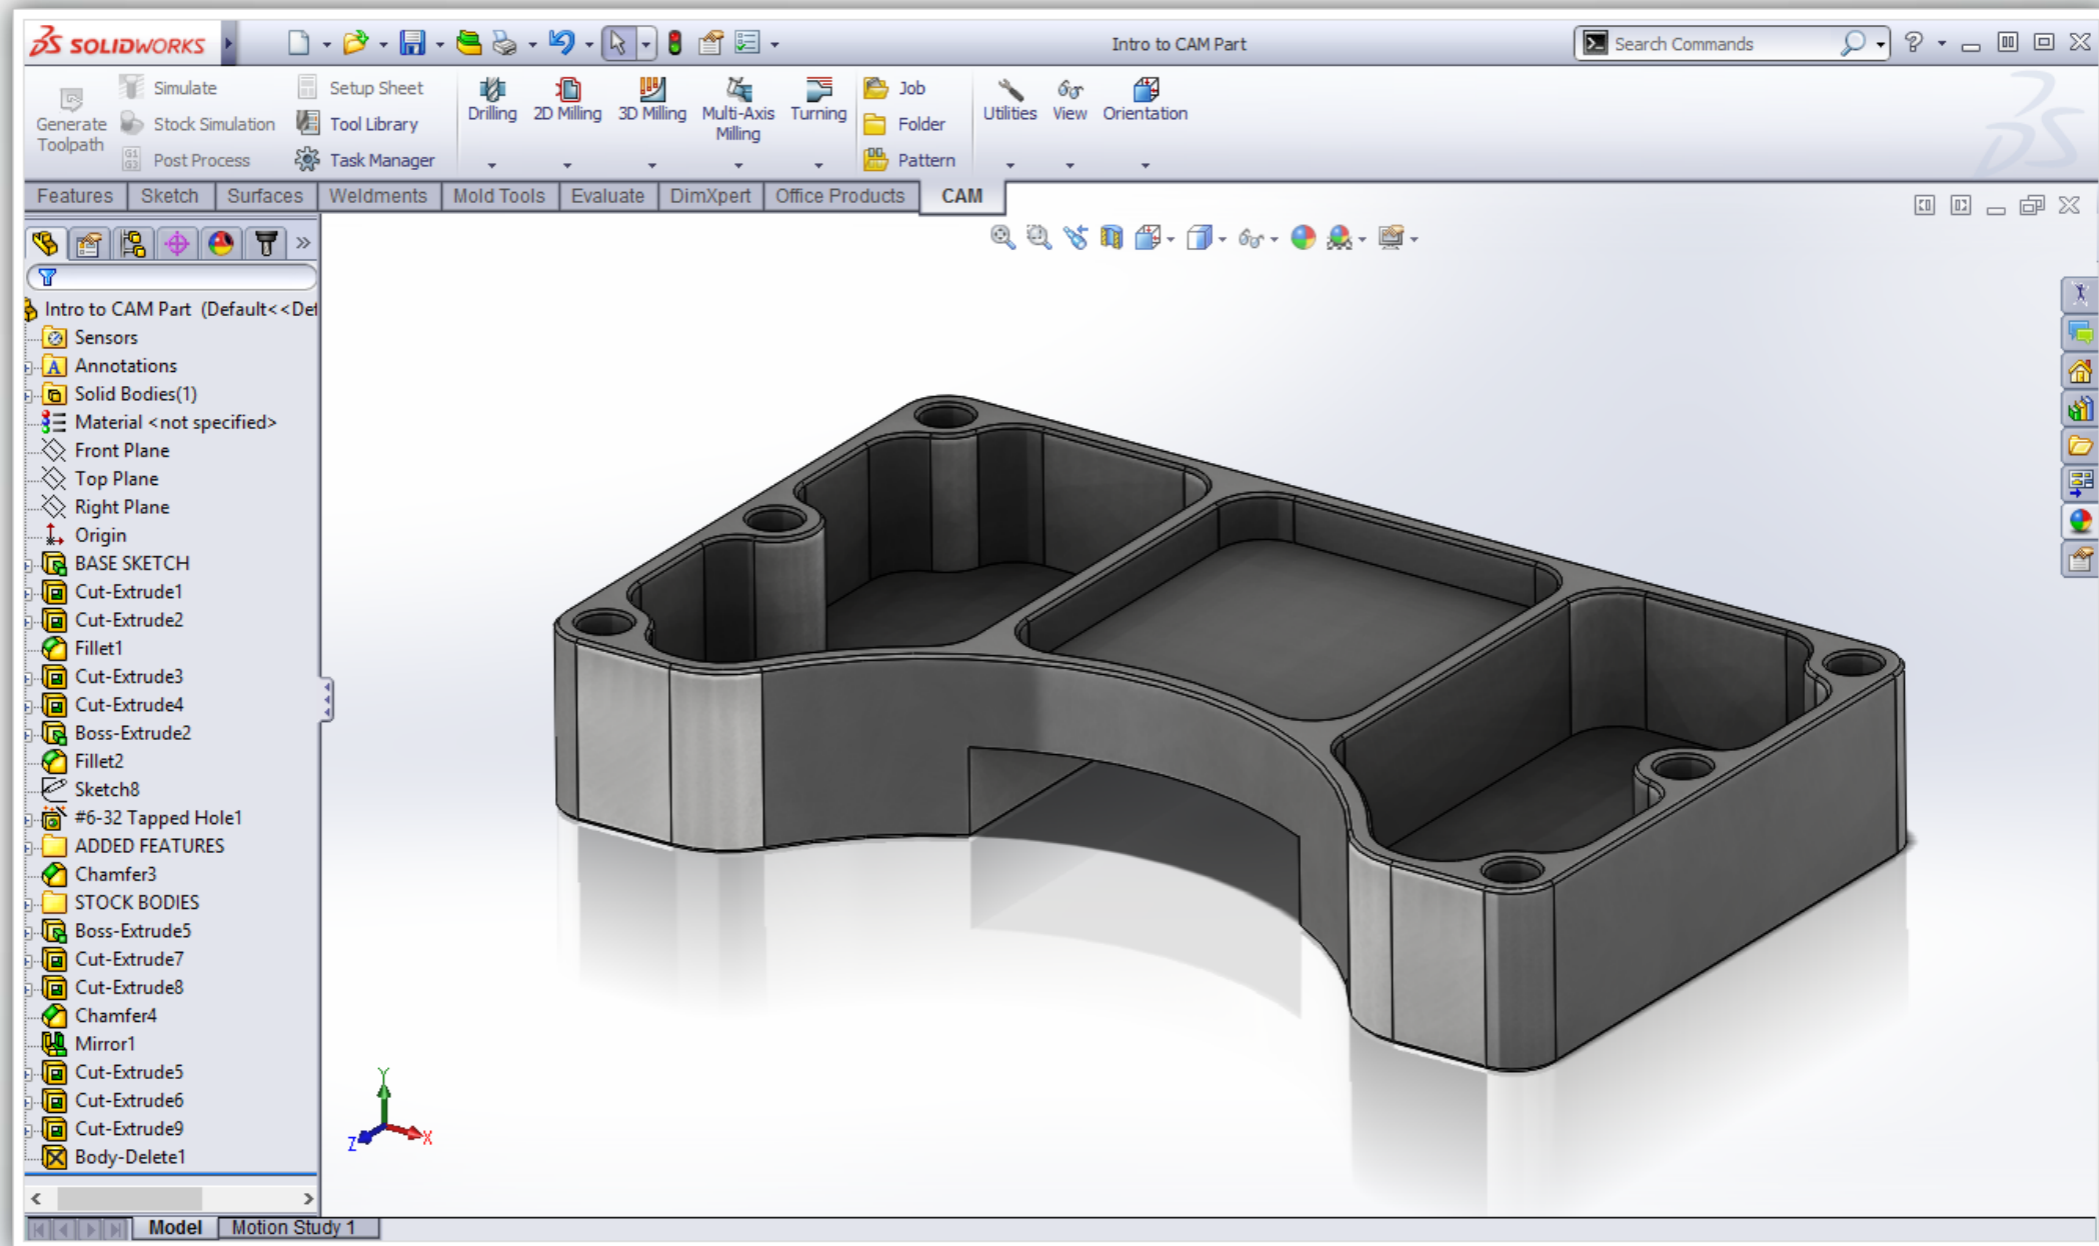 SOLIDWORKS
Intro to CAM Part
Search Commands
Generate Toolpath
Simulate
Stock Simulation
G1 G3 Post Process
Setup Sheet
Tool Library
Task Manager
Drilling
2D Milling
3D Milling
Multi-Axis Milling
Turning
Job
Folder
Pattern
Utilities
View
Orientation
Features Sketch Surfaces Weldments Mold Tools Evaluate DimXpert Office Products CAM
Intro to CAM Part (Default<<Def
Sensors
A Annotations
Solid Bodies(1)
Material <not specified>
Front Plane
Top Plane
Right Plane
Origin
BASE SKETCH
Cut-Extrude1
Cut-Extrude2
Fillet1
Cut-Extrude3
Cut-Extrude4
Boss-Extrude2
Fillet2
Sketch8
#6-32 Tapped Hole1
ADDED FEATURES
Chamfer3
STOCK BODIES
Boss-Extrude5
Cut-Extrude7
Cut-Extrude8
Chamfer4
Mirror1
Cut-Extrude5
Cut-Extrude6
Cut-Extrude9
Body-Delete1
Y
Z
X
Model Motion Study 1